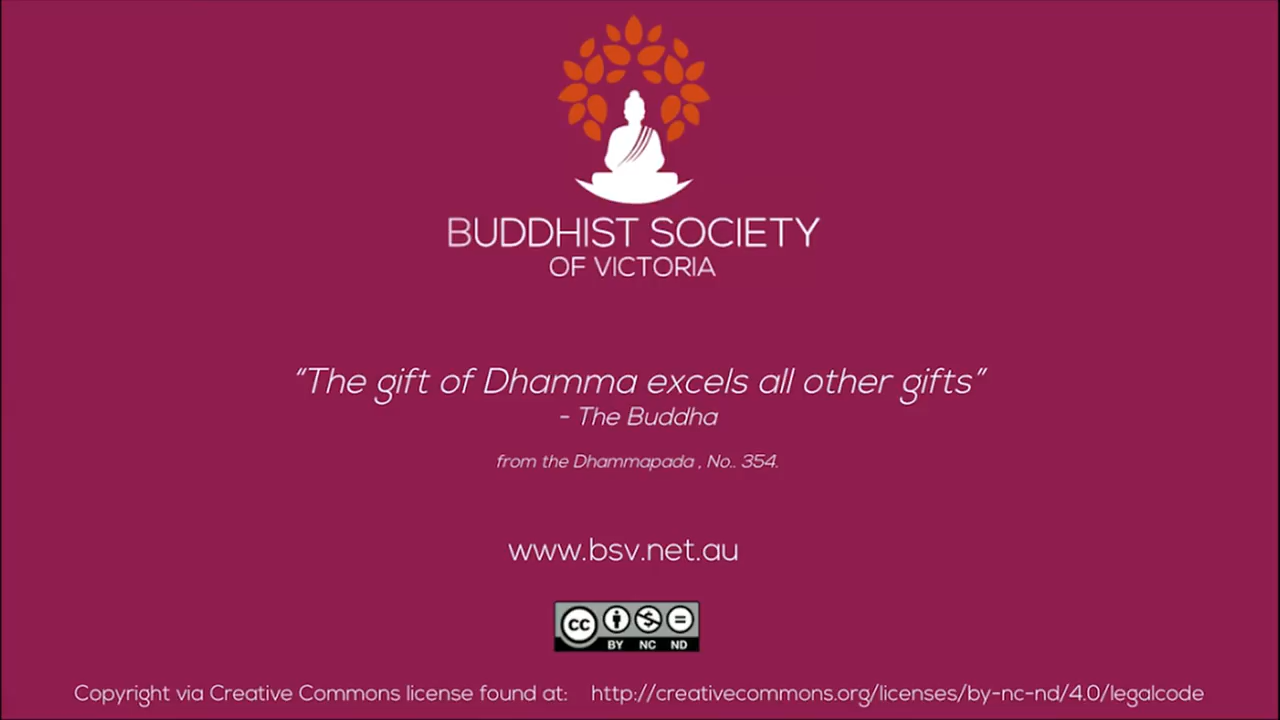 BUDDHIST SOCIETY
OF VICTORIA
"The gift of Dhamma excels all other gifts"
- The Buddha
from the Dhammapada , No.. 354.
www.bsv.net.au
cc
BY NC ND
Copyright via Creative Commons license found at: http://creativecommons.org/licenses/by-nc-nd/4.0/legalcode